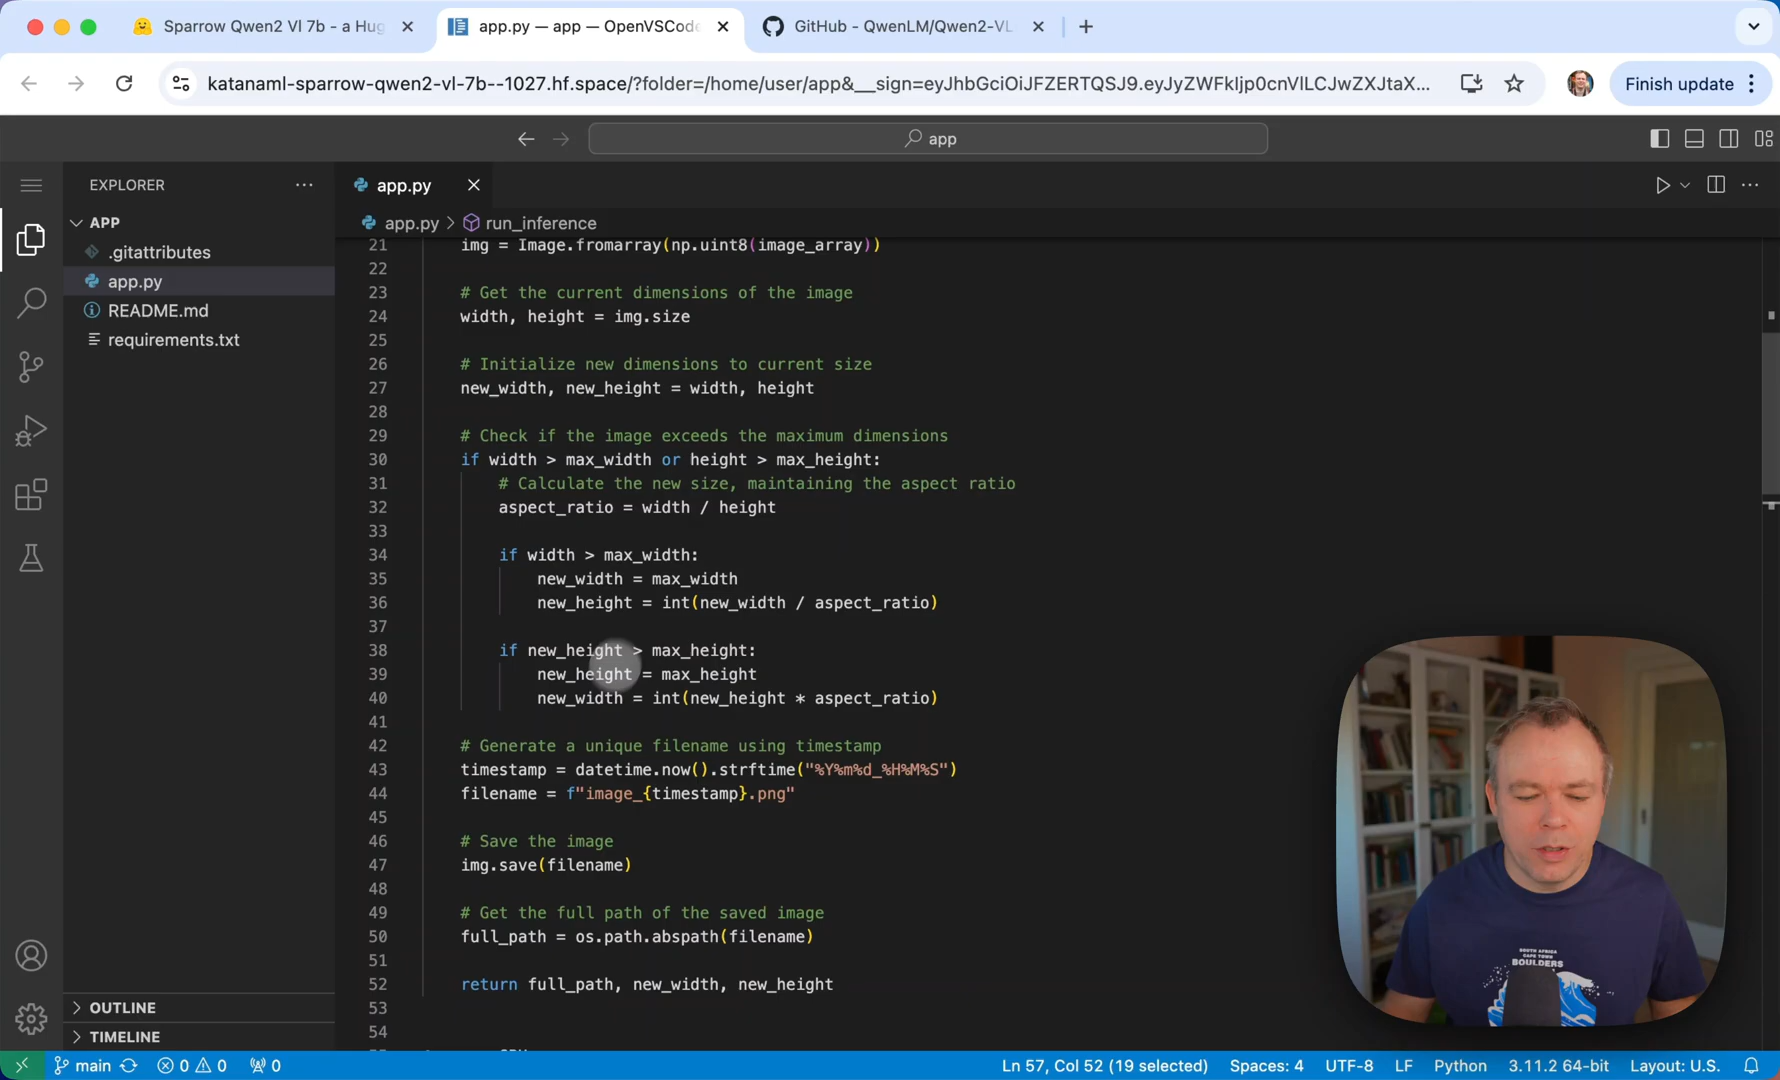 Sparrow Qwen2 Vl 7b - a Hug
app.py — app — OpenVSCode
GitHub - QwenLM/Qwen2-VL
katanaml-sparrow-qwen2-vl-7b--1027.hf.space/?folder=/home/user/app&__sign=eyJhbGciOiJFZERTQSJ9.eyJyZWFkIjp0cnVlLCJwZXJtaX...
Finish update
app
EXPLORER
app.py
app.py > run_inference
APP
.gitattributes
app.py
README.md
requirements.txt
OUTLINE
TIMELINE
21 img = Image.fromarray(np.uint8(image_array))
22
23 # Get the current dimensions of the image
24 width, height = img.size
25
26 # Initialize new dimensions to current size
27 new_width, new_height = width, height
28
29 # Check if the image exceeds the maximum dimensions
30 if width > max_width or height > max_height:
31 # Calculate the new size, maintaining the aspect ratio
32 aspect_ratio = width / height
33
34 if width > max_width:
35 new_width = max_width
36 new_height = int(new_width / aspect_ratio)
37
38 if new_height > max_height:
39 new_height = max_height
40 new_width = int(new_height * aspect_ratio)
41
42 # Generate a unique filename using timestamp
43 timestamp = datetime.now().strftime("%Y%m%d_%H%M%S")
44 filename = f"image_{timestamp}.png"
45
46 # Save the image
47 img.save(filename)
48
49 # Get the full path of the saved image
50 full_path = os.path.abspath(filename)
51
52 return full_path, new_width, new_height
53
54
SOUTH AFRICA
CAPE TOWN
BOULDERS
main 0 0 0 Ln 57, Col 52 (19 selected) Spaces: 4 UTF-8 LF Python 3.11.2 64-bit Layout: U.S.